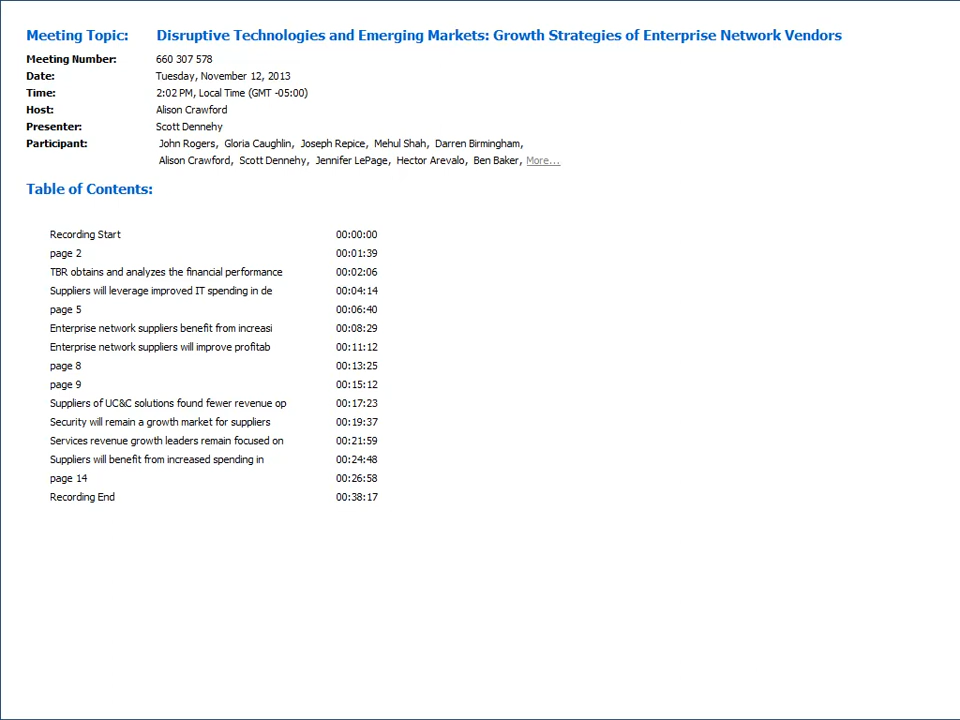 Meeting Topic: Disruptive Technologies and Emerging Markets: Growth Strategies of Enterprise Network Vendors
Meeting Number: 660 307 578
Date: Tuesday, November 12, 2013
Time: 2:02 PM, Local Time (GMT -05:00)
Host: Alison Crawford
Presenter: Scott Dennehy
Participant: John Rogers, Gloria Caughlin, Joseph Repice, Mehul Shah, Darren Birmingham,
Alison Crawford, Scott Dennehy, Jennifer LePage, Hector Arevalo, Ben Baker, More...
Table of Contents:
Recording Start 00:00:00
page 2 00:01:39
TBR obtains and analyzes the financial performance 00:02:06
Suppliers will leverage improved IT spending in de 00:04:14
page 5 00:06:40
Enterprise network suppliers benefit from increasi 00:08:29
Enterprise network suppliers will improve profitab 00:11:12
page 8 00:13:25
page 9 00:15:12
Suppliers of UC&C solutions found fewer revenue op 00:17:23
Security will remain a growth market for suppliers 00:19:37
Services revenue growth leaders remain focused on 00:21:59
Suppliers will benefit from increased spending in 00:24:48
page 14 00:26:58
Recording End 00:38:17